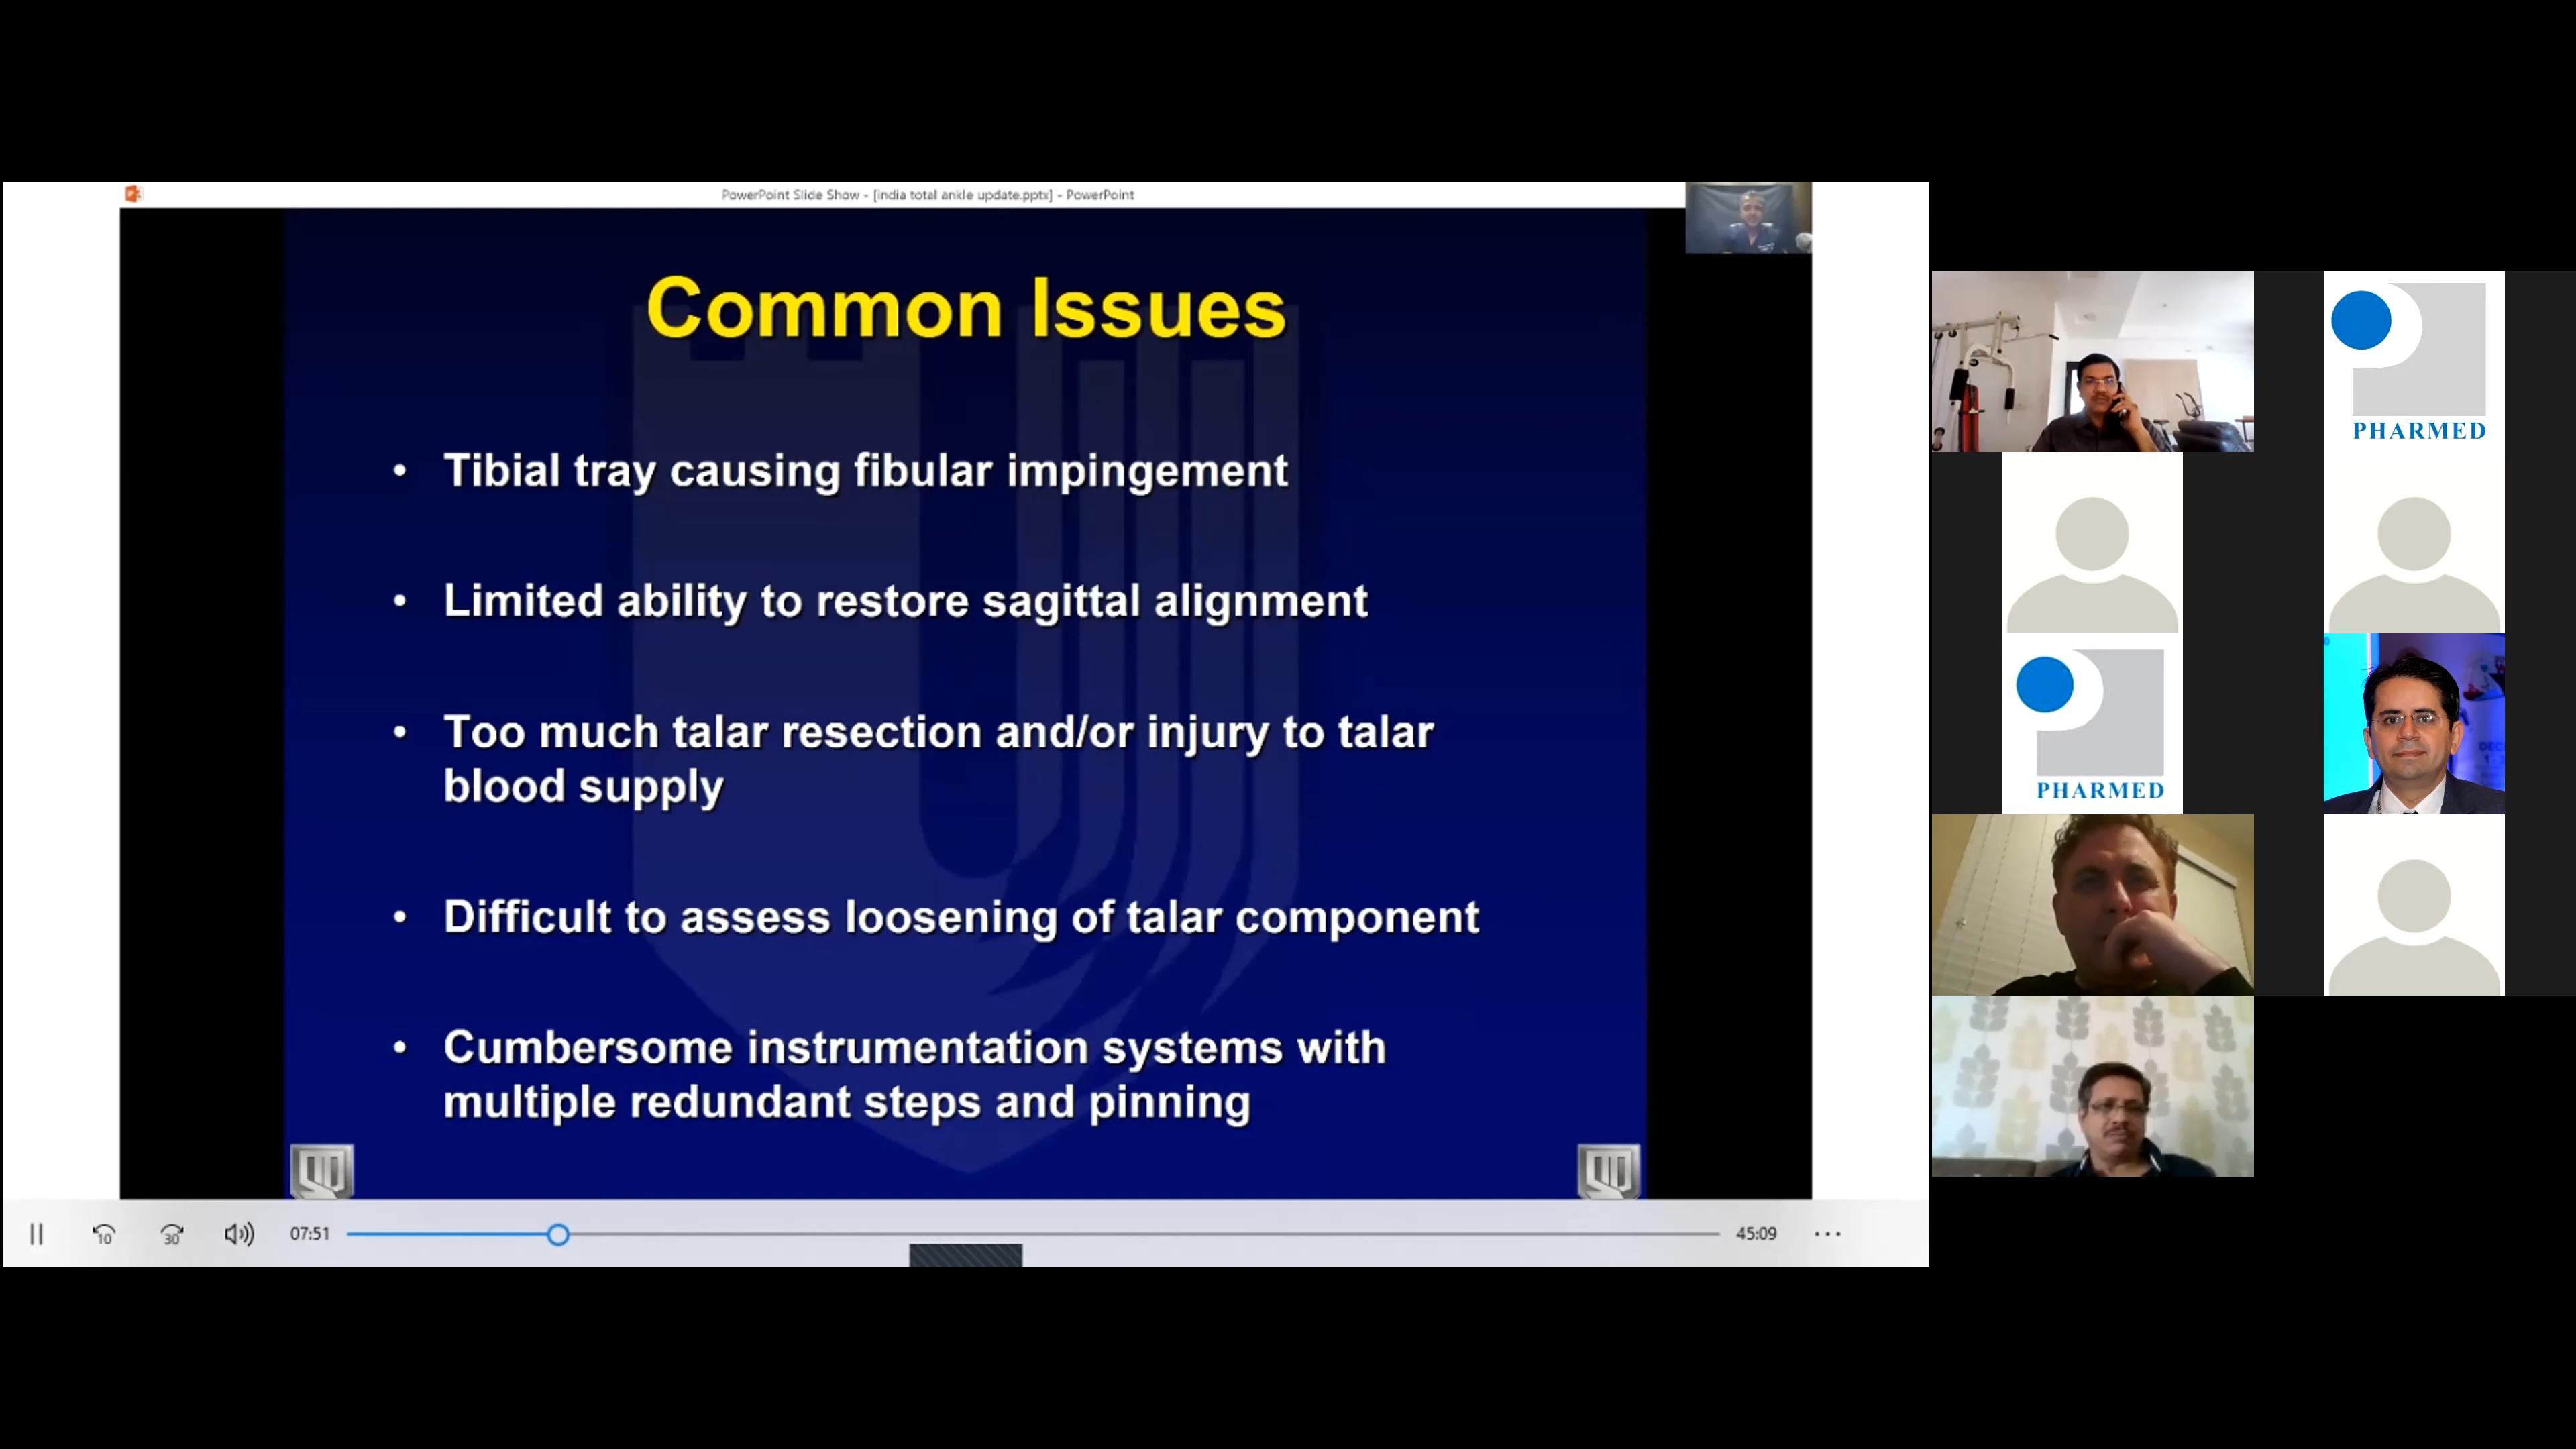 PowerPoint Slide Show - [india total ankle update.pptx] - PowerPoint
Common Issues
• Tibial tray causing fibular impingement
• Limited ability to restore sagittal alignment
• Too much talar resection and/or injury to talar
blood supply
• Difficult to assess loosening of talar component
• Cumbersome instrumentation systems with
multiple redundant steps and pinning
10
30
07:51
45:09
PHARMED
PHARMED